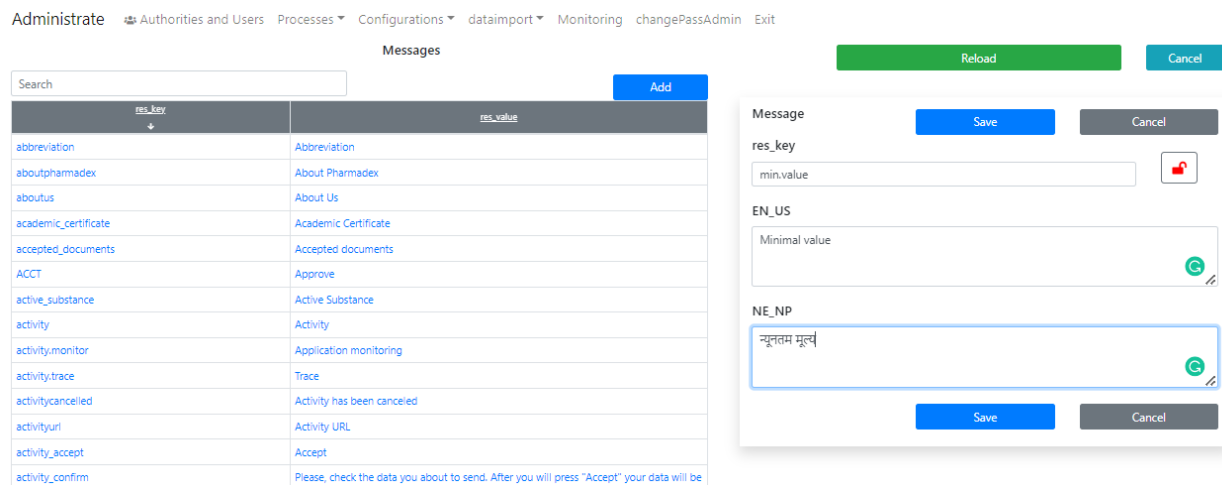 Administrate Authorities and Users Processes Configurations dataimport Monitoring changePassAdmin Exit
Messages
Reload Cancel
Search
Add
res_key res_value
abbreviation Abbreviation
aboutpharmadex About Pharmadex
aboutus About Us
academic_certificate Academic Certificate
accepted_documents Accepted documents
ACCT Approve
active_substance Active Substance
activity Activity
activity.monitor Application monitoring
activity.trace Trace
activitycancelled Activity has been canceled
activityurl Activity URL
activity_accept Accept
activity_confirm Please, check the data you about to send. After you will press "Accept" your data will be
Message Save Cancel
res_key
min.value
EN_US
Minimal value
NE_NP
न्यूनतम मूल्य
Save Cancel